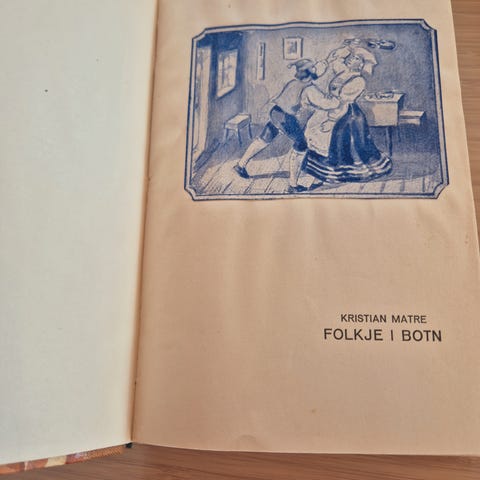 KRISTIAN MATRE
FOLKJE I BOTN